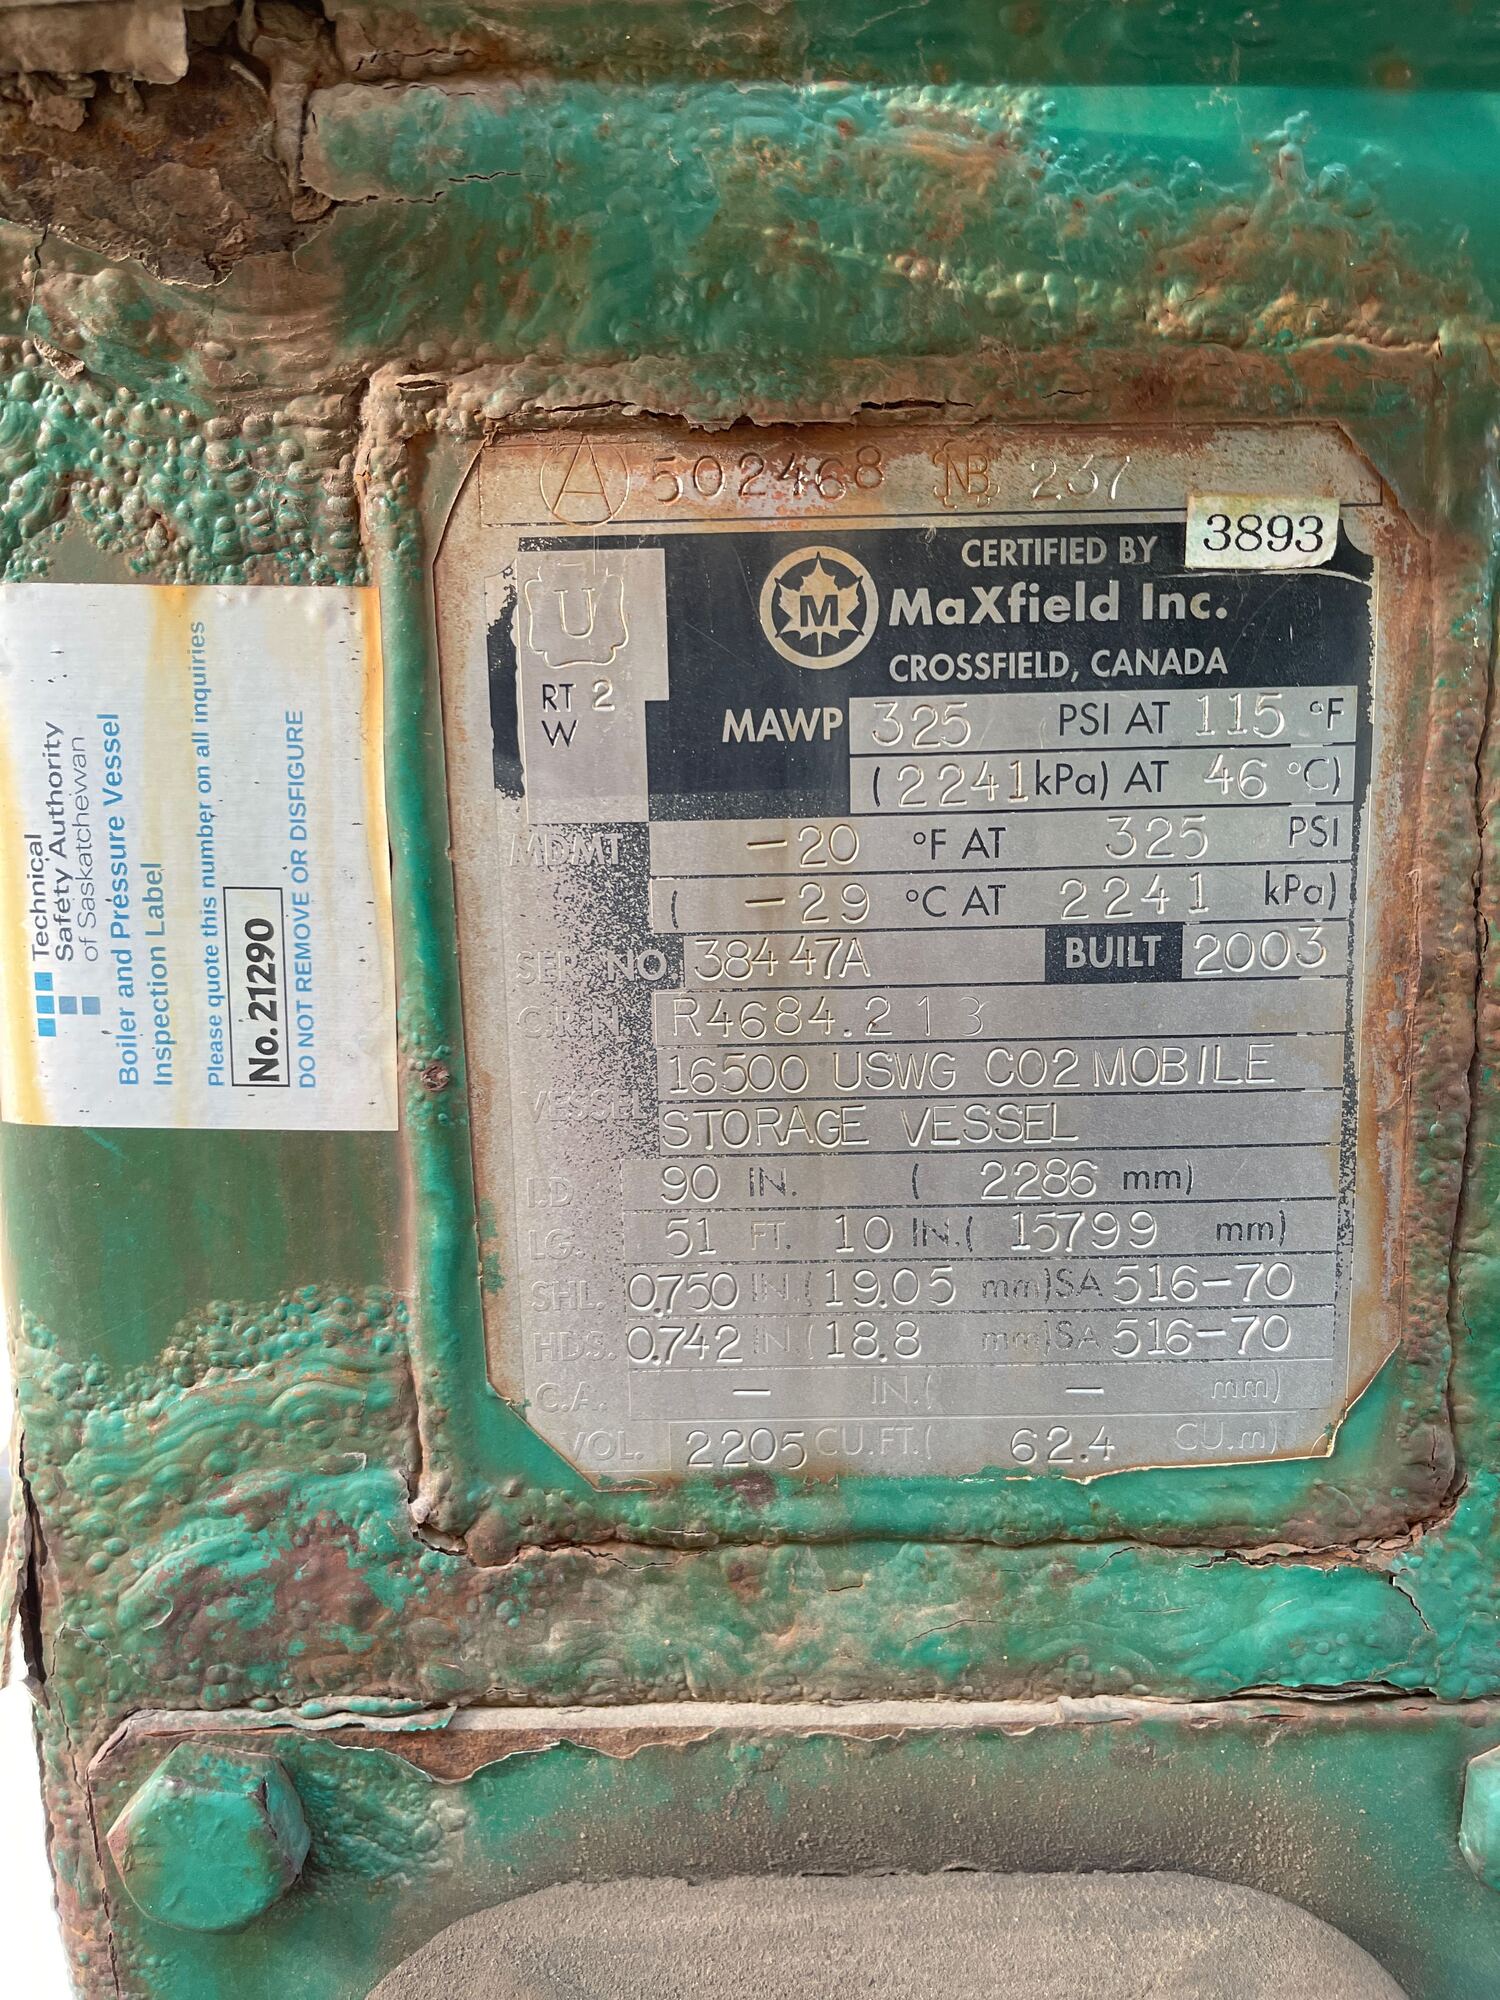 Technical
Safety Authority
of Saskatchewan
Boiler and Pressure Vessel
Inspection Label
Please quote this number on all inquiries
No. 21290
DO NOT REMOVE OR DISFIGURE
A 502468 NB 237
3893
CERTIFIED BY
M MaXfield Inc.
CROSSFIELD, CANADA
U
RT 2
W
MAWP 325 PSI AT 115 °F
(2241 kPa) AT 46 °C)
MDMT -20 °F AT 325 PSI
( -29 °C AT 2241 kPa)
SER. NO. 38447A BUILT 2003
C.R.N. R4684.213
VESSEL 16500 USWG CO2 MOBILE
STORAGE VESSEL
I.D. 90 IN. ( 2286 mm)
LG. 51 FT. 10 IN. ( 15799 mm)
SHL. 0.750 IN. (19.05 mm) SA 516-70
HDS. 0.742 IN. (18.8 mm) SA 516-70
C.A. - IN. ( - mm)
VOL. 2205 CU.FT. ( 62.4 CU.m)